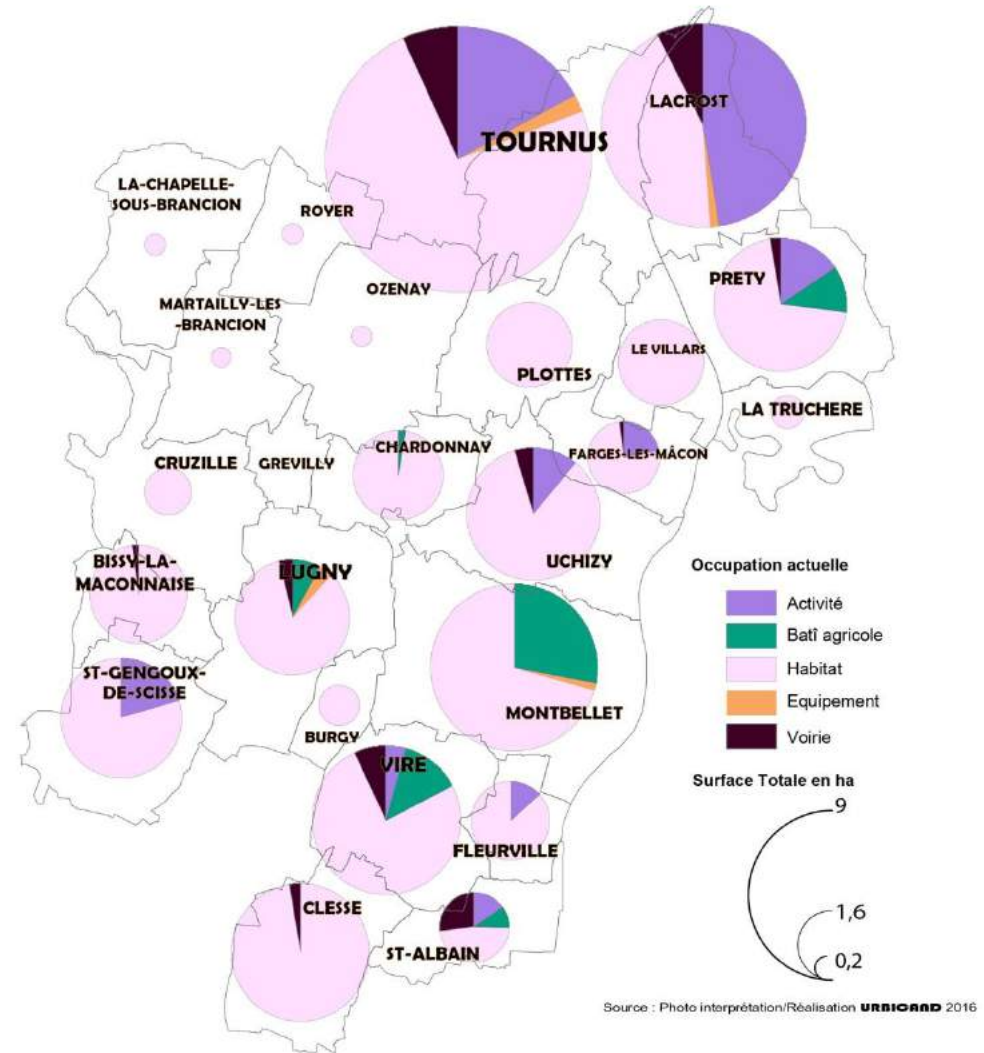 TOURNUS
LACROST
LA-CHAPELLE-
SOUS-BRANCION
ROYER
OZENAY
PRETY
MARTAILLY-LES
-BRANCION
PLOTTES
LE VILLARS
LA TRUCHERE
CRUZILLE
GREVILLY
CHARDONNAY
FARGES-LES-MÂCON
UCHIZY
BISSY-LA-
MACONNAISE
LUGNY
ST-GENGOUX-
DE-SCISSE
MONTBELLET
BURGY
VIRE
FLEURVILLE
CLESSE
ST-ALBAIN
Occupation actuelle
Activité
Batî agricole
Habitat
Equipement
Voirie
Surface Totale en ha
9
1,6
0,2
Source : Photo interprétation/Réalisation URBICAND 2016